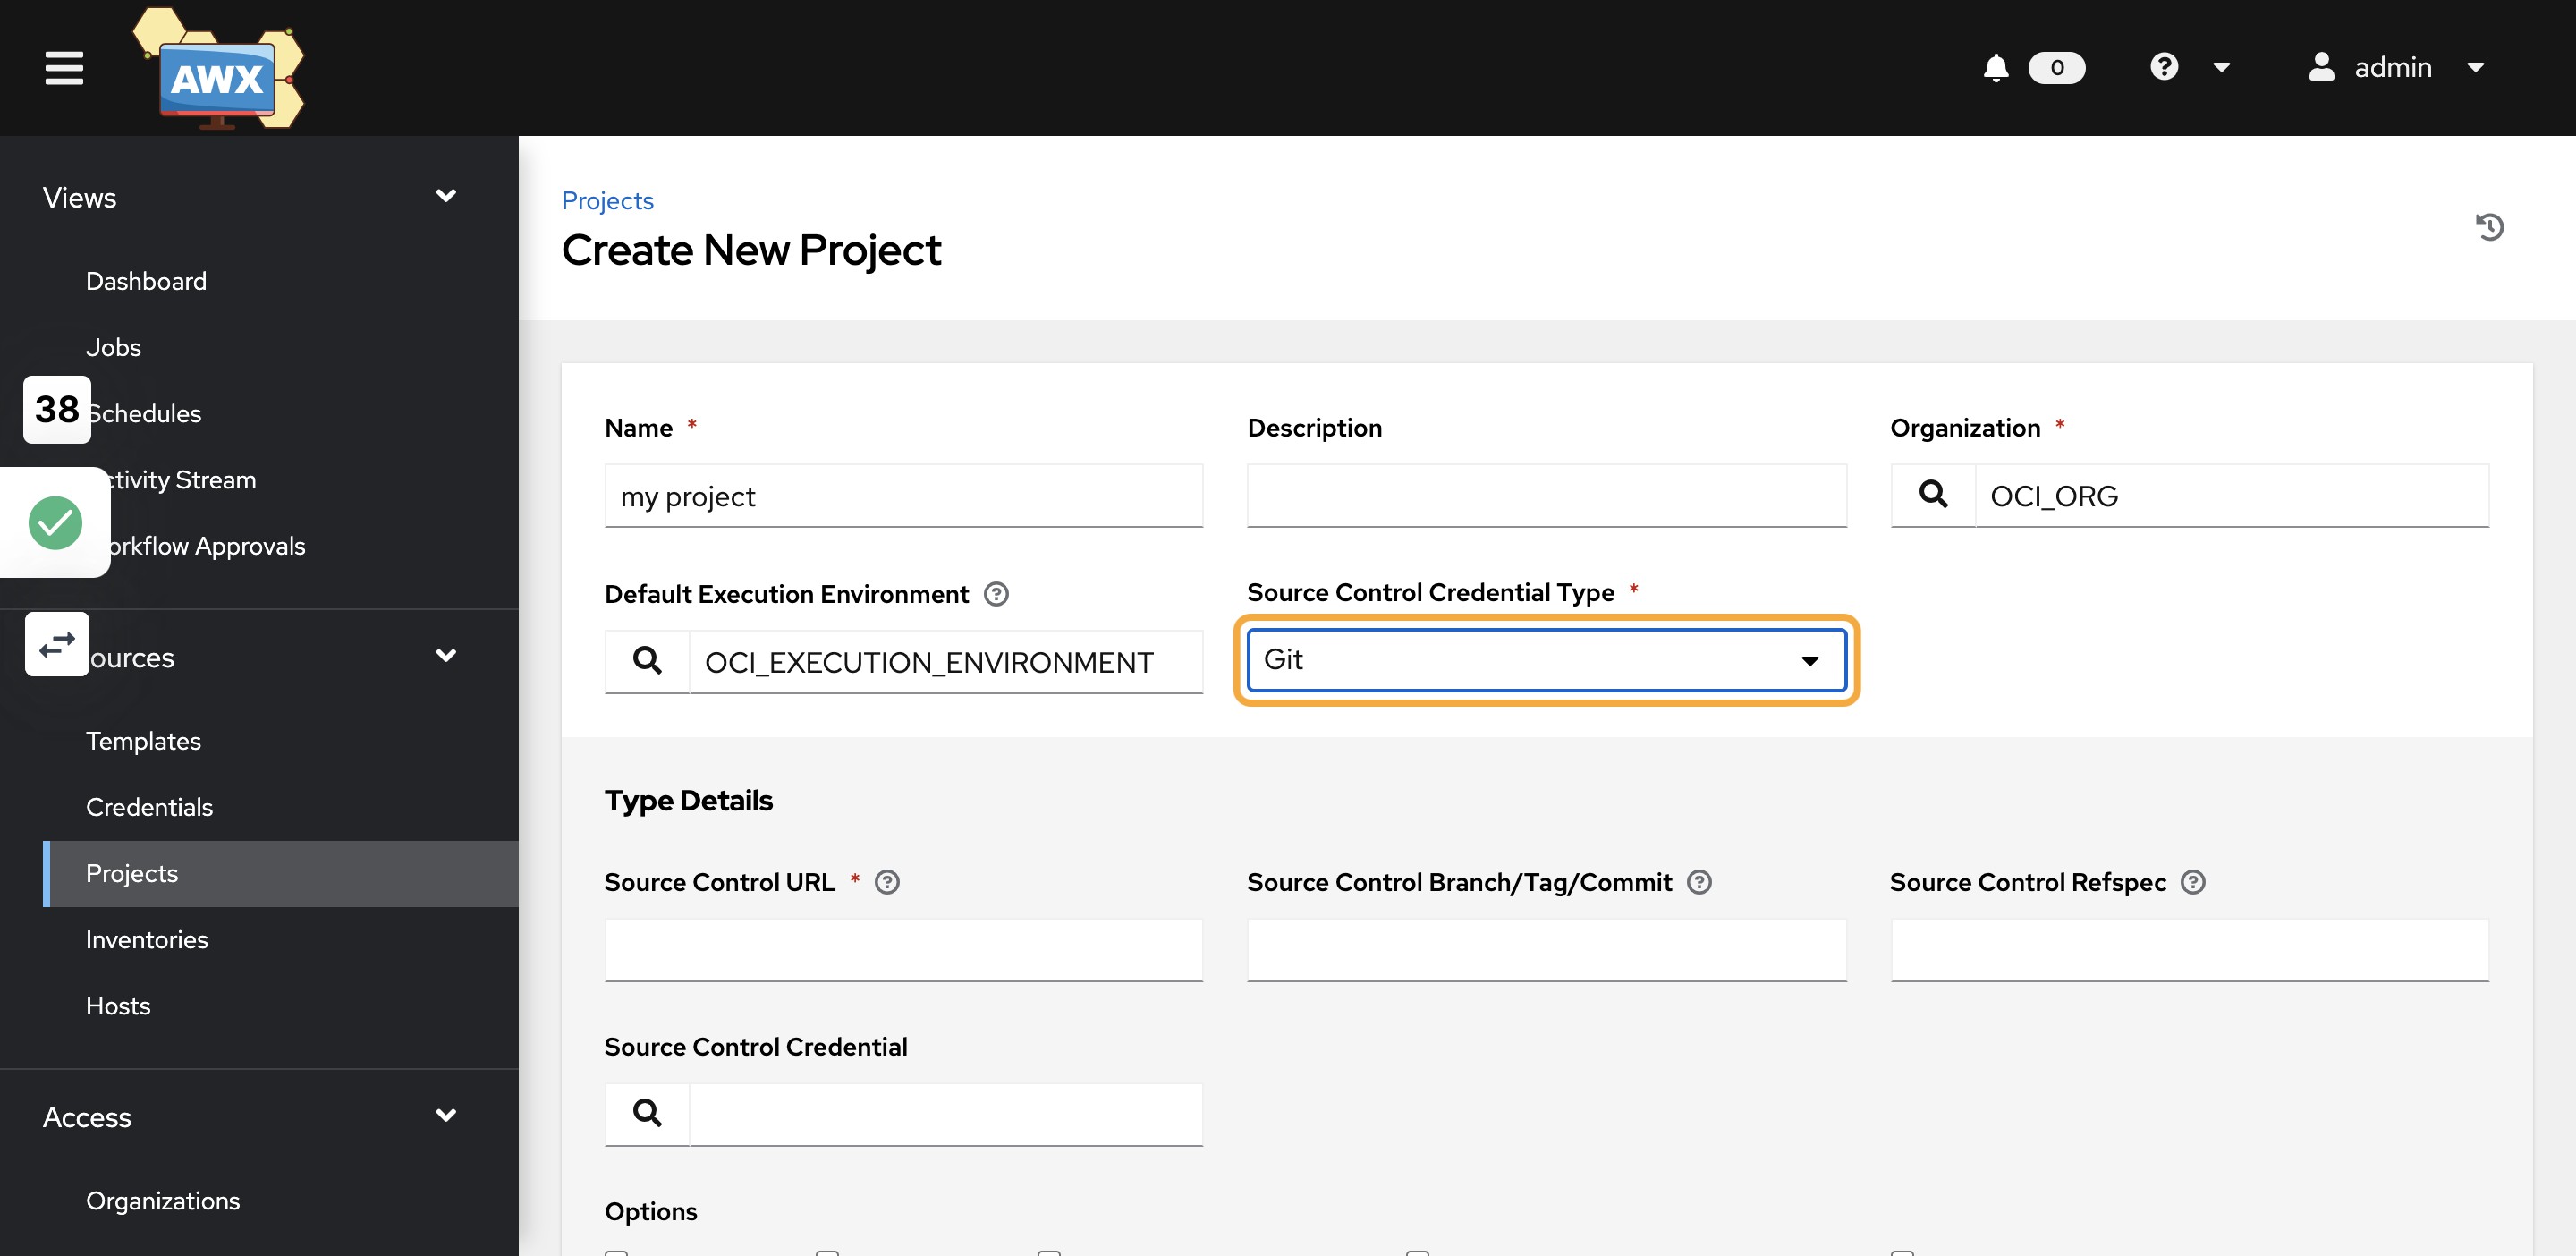 AWX
0
admin
Views
Dashboard
Jobs
38
Schedules
ctivity Stream
orkflow Approvals
ources
Templates
Credentials
Projects
Inventories
Hosts
Access
Organizations
Projects
Create New Project
Name *
Description
Organization *
my project
OCI_ORG
Default Execution Environment
Source Control Credential Type *
OCI_EXECUTION_ENVIRONMENT
Git
Type Details
Source Control URL *
Source Control Branch/Tag/Commit
Source Control Refspec
Source Control Credential
Options